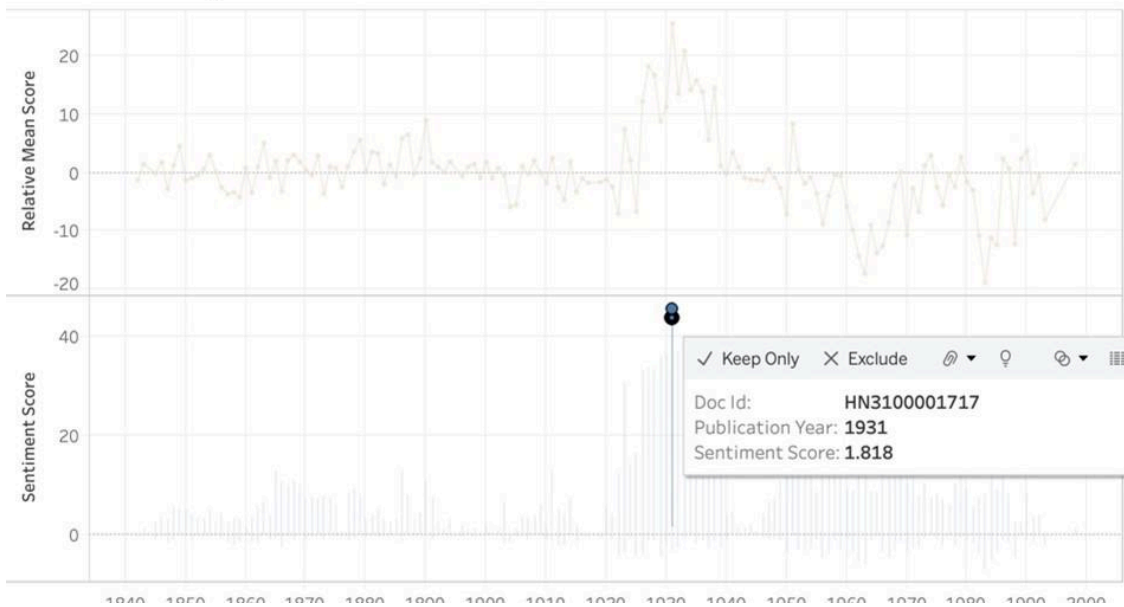 20
Relative Mean Score
10
0
-10
-20
40
Sentiment Score
20
0
Keep Only Exclude
Doc Id: HN3100001717
Publication Year: 1931
Sentiment Score: 1.818
1840 1850 1860 1870 1880 1890 1900 1910 1920 1930 1940 1950 1960 1970 1980 1990 2000